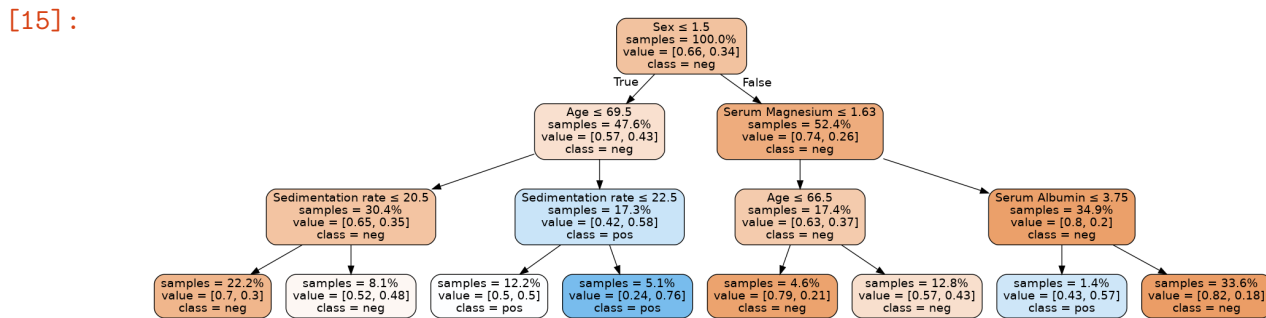 [15]:
Sex ≤ 1.5
samples = 100.0%
value = [0.66, 0.34]
class = neg
True
False
Age ≤ 69.5
samples = 47.6%
value = [0.57, 0.43]
class = neg
Serum Magnesium ≤ 1.63
samples = 52.4%
value = [0.74, 0.26]
class = neg
Sedimentation rate ≤ 20.5
samples = 30.4%
value = [0.65, 0.35]
class = neg
Sedimentation rate ≤ 22.5
samples = 17.3%
value = [0.42, 0.58]
class = pos
Age ≤ 66.5
samples = 17.4%
value = [0.63, 0.37]
class = neg
Serum Albumin ≤ 3.75
samples = 34.9%
value = [0.8, 0.2]
class = neg
samples = 22.2%
value = [0.7, 0.3]
class = neg
samples = 8.1%
value = [0.52, 0.48]
class = neg
samples = 12.2%
value = [0.5, 0.5]
class = pos
samples = 5.1%
value = [0.24, 0.76]
class = pos
samples = 4.6%
value = [0.79, 0.21]
class = neg
samples = 12.8%
value = [0.57, 0.43]
class = neg
samples = 1.4%
value = [0.43, 0.57]
class = pos
samples = 33.6%
value = [0.82, 0.18]
class = neg